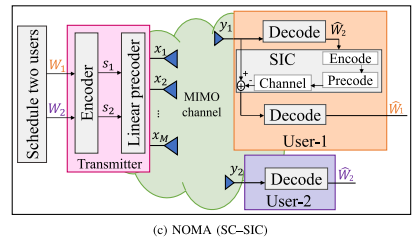 Schedule two users
W₁
W₂
Encoder
s₁
s₂
Linear precoder
Transmitter
x₁
x₂
⋮
x_M
MIMO
channel
y₁
Decode
Ŵ₂
SIC
Encode
Precode
Channel
+
-
Decode
Ŵ₁
User-1
y₂
Decode
Ŵ₂
User-2
(c) NOMA (SC–SIC)